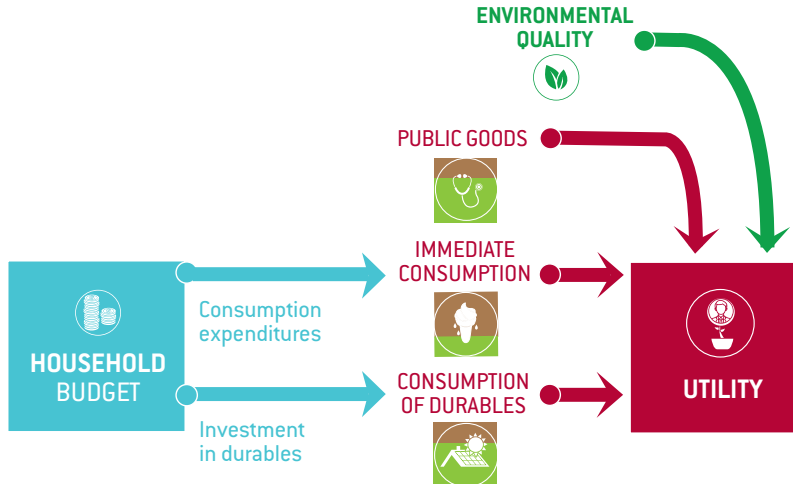 ENVIRONMENTAL
QUALITY
PUBLIC GOODS
IMMEDIATE
CONSUMPTION
Consumption
expenditures
HOUSEHOLD
BUDGET
CONSUMPTION
OF DURABLES
UTILITY
Investment
in durables